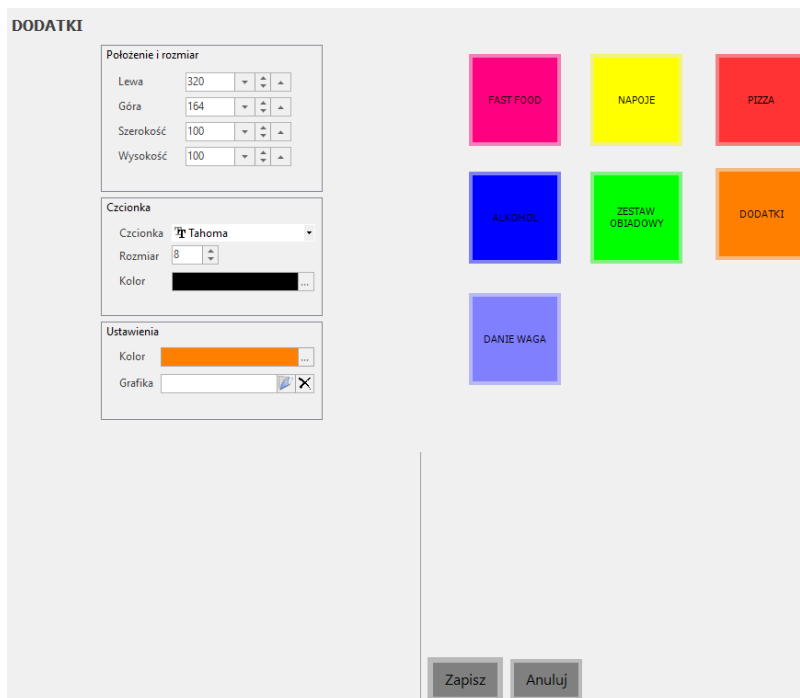 DODATKI
Położenie i rozmiar
Lewa 320
Góra 164
Szerokość 100
Wysokość 100
Czcionka
Czcionka Tahoma
Rozmiar 8
Kolor ...
Ustawienia
Kolor ...
Grafika
FAST FOOD
NAPOJE
PIZZA
ALKOHOL
ZESTAW
OBIADOWY
DODATKI
DANIE WAGA
Zapisz
Anuluj